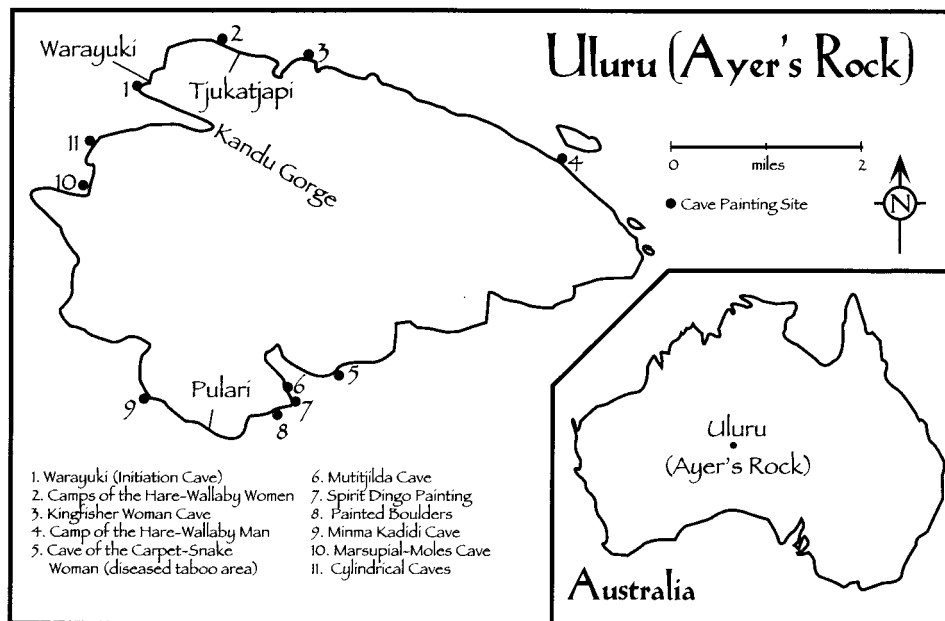 Uluru (Ayer's Rock)
Warayuki
2
3
1
Tjukatjapi
Kandu Gorge
11
10
4
0 miles 2
Cave Painting Site
N
5
6
7
8
9
Pulari
1. Warayuki (Initiation Cave)
2. Camps of the Hare-Wallaby Women
3. Kingfisher Woman Cave
4. Camp of the Hare-Wallaby Man
5. Cave of the Carpet-Snake
Woman (diseased taboo area)
6. Mutitjilda Cave
7. Spirit Dingo Painting
8. Painted Boulders
9. Minma Kadidi Cave
10. Marsupial-Moles Cave
11. Cylindrical Caves
Uluru
(Ayer's Rock)
Australia